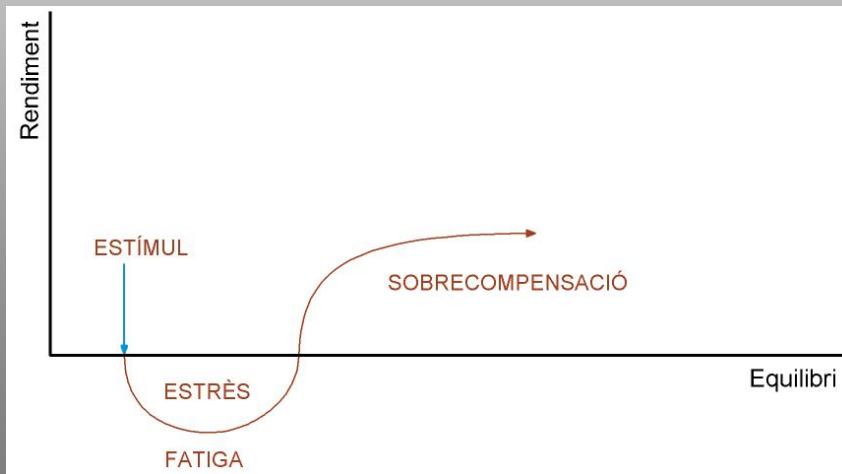 Rendiment
ESTÍMUL
SOBRECOMPENSACIÓ
Equilibri
ESTRÈS
FATIGA